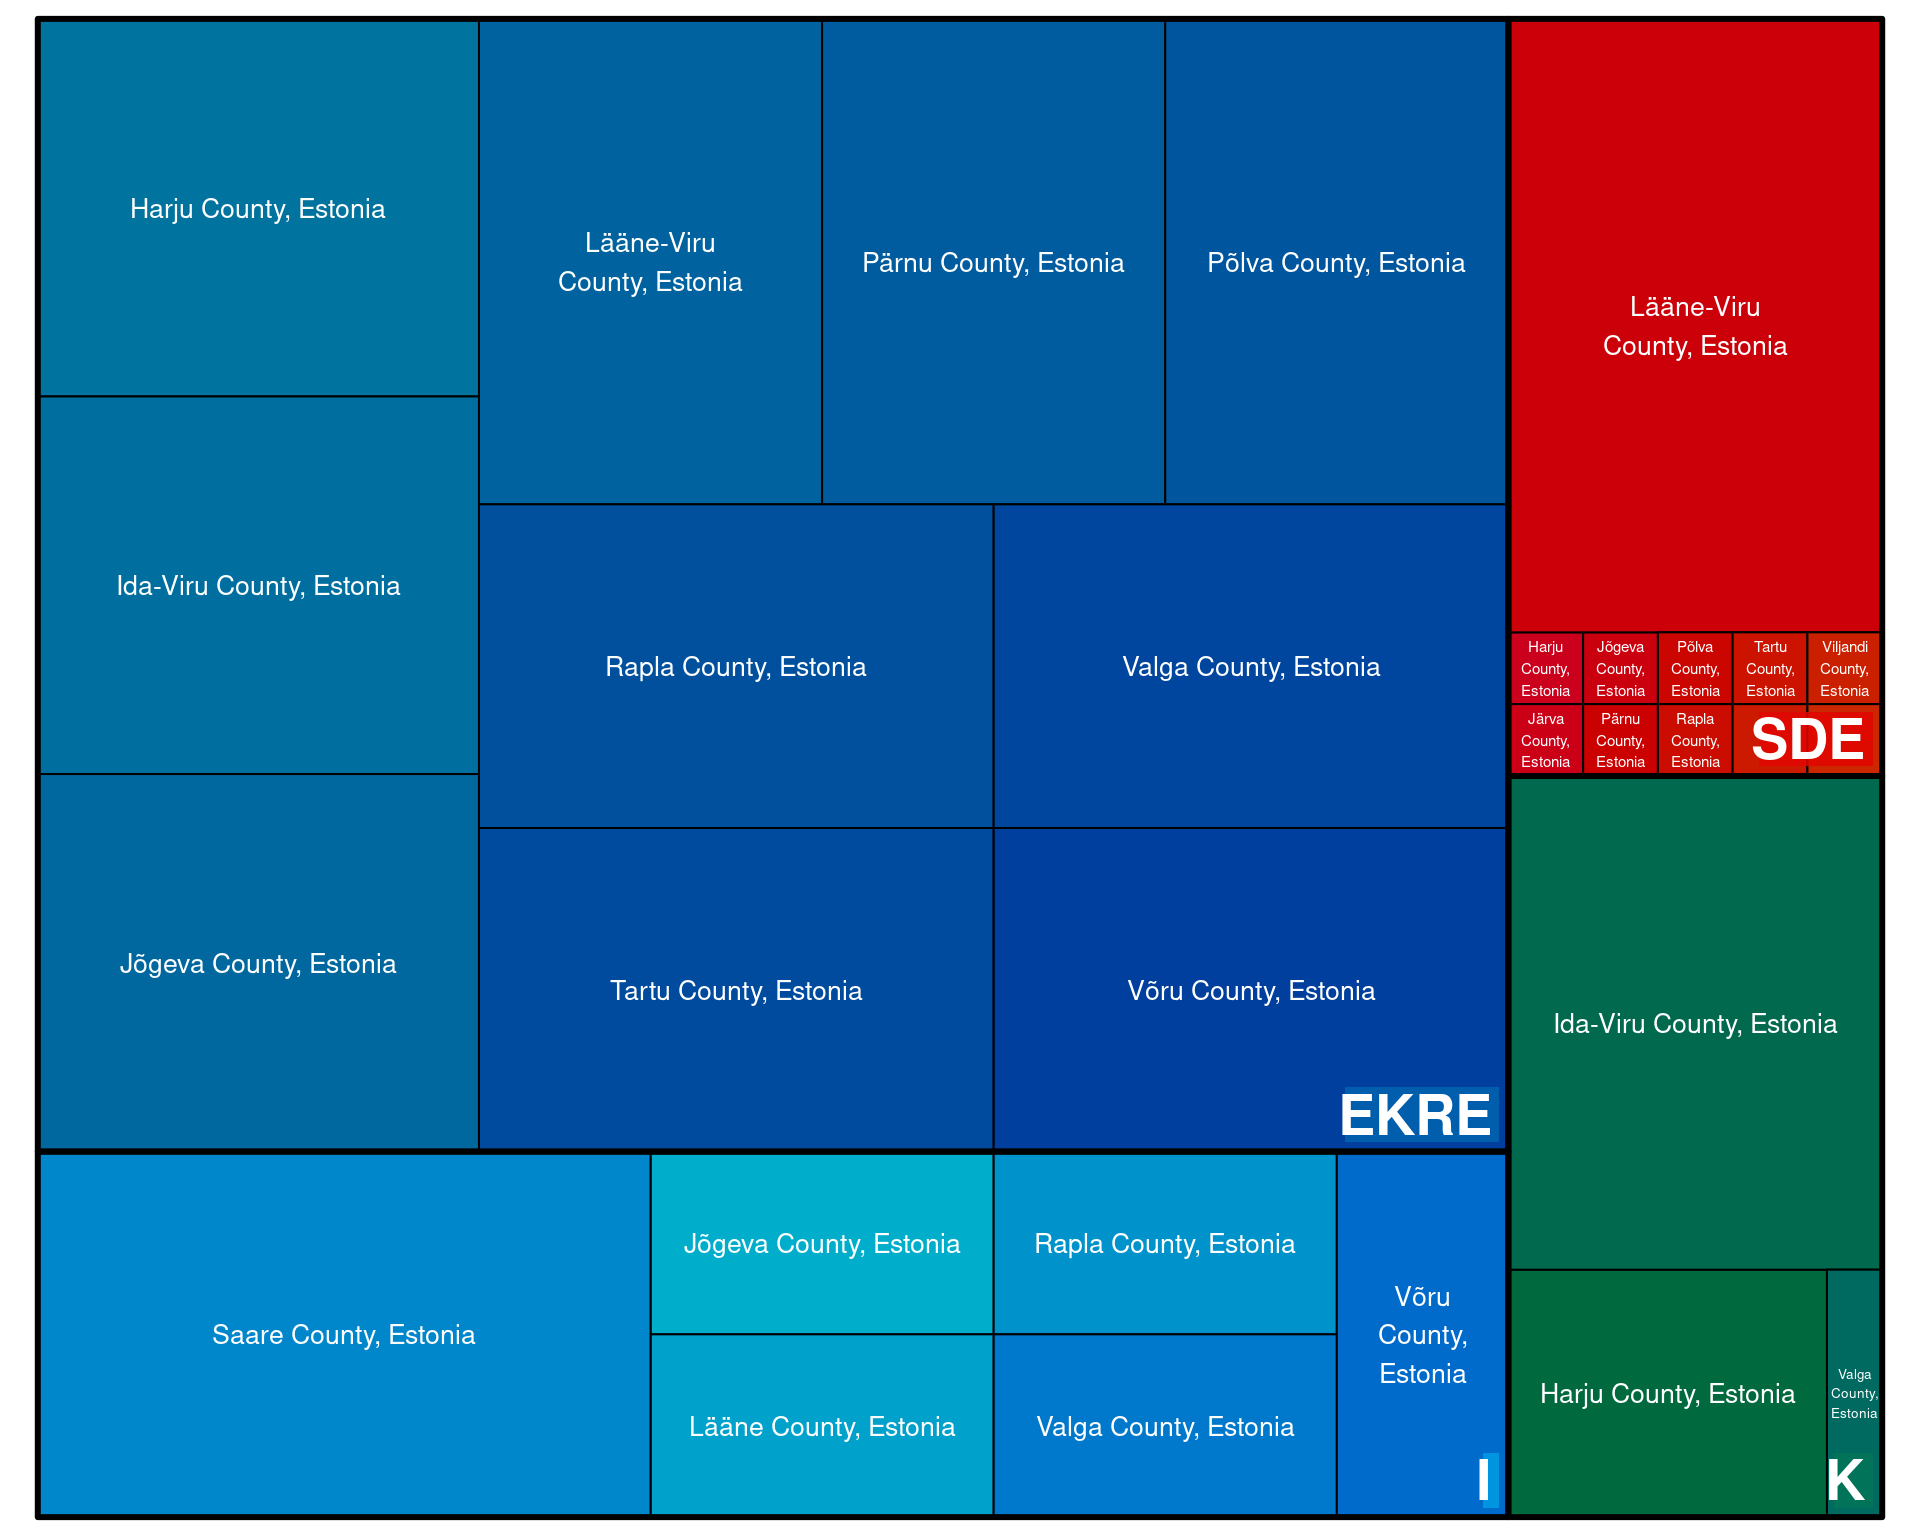 Harju County, Estonia
Ida-Viru County, Estonia
Jõgeva County, Estonia
Lääne-Viru
County, Estonia
Pärnu County, Estonia
Põlva County, Estonia
Rapla County, Estonia
Valga County, Estonia
Tartu County, Estonia
Võru County, Estonia
EKRE
Saare County, Estonia
Jõgeva County, Estonia
Lääne County, Estonia
Rapla County, Estonia
Valga County, Estonia
Võru
County,
Estonia
I
Lääne-Viru
County, Estonia
Harju
County,
Estonia
Jõgeva
County,
Estonia
Põlva
County,
Estonia
Tartu
County,
Estonia
Viljandi
County,
Estonia
Järva
County,
Estonia
Pärnu
County,
Estonia
Rapla
County,
Estonia
SDE
Ida-Viru County, Estonia
Harju County, Estonia
Valga
County,
Estonia
K